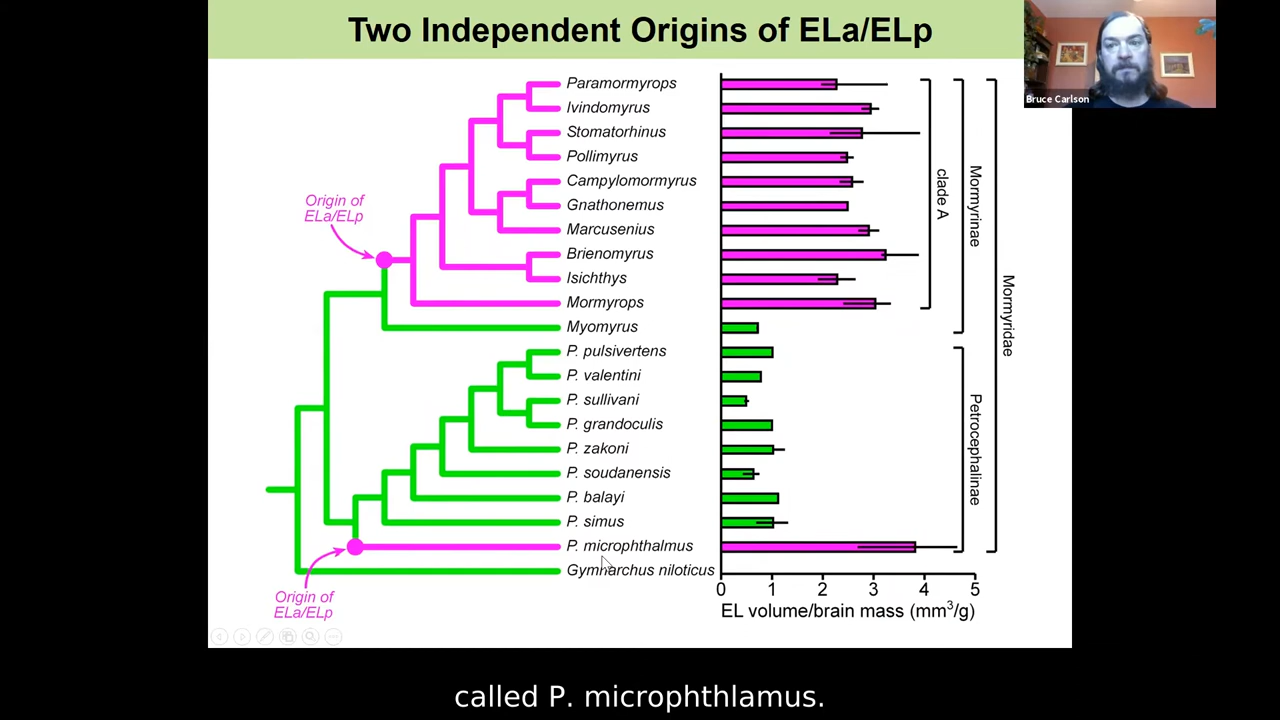 Two Independent Origins of ELa/ELp
Bruce Carlson
Origin of
ELa/ELp
Origin of
ELa/ELp
Paramormyrops
Ivindomyrus
Stomatorhinus
Pollimyrus
Campylomormyrus
Gnathonemus
Marcusenius
Brienomyrus
Isichthys
Mormyrops
Myomyrus
P. pulsivertens
P. valentini
P. sullivani
P. grandoculis
P. zakoni
P. soudanensis
P. balayi
P. simus
P. microphthalmus
Gymnarchus niloticus
clade A
Mormyrinae
Petrocephalinae
Mormyridae
0 1 2 3 4 5
EL volume/brain mass (mm³/g)
called P. microphthlamus.